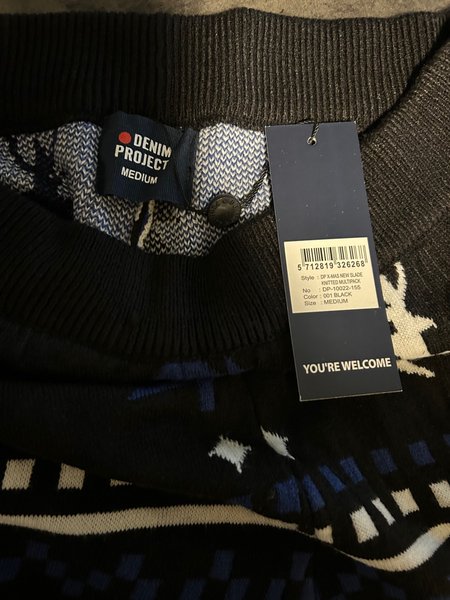 DENIM
PROJECT
MEDIUM
5 712819 326268
Style : DP X-MAS NEW SLADE
KNITTED MULTIPACK
No : DP-10022-155
Color : 001 BLACK
Size : MEDIUM
YOU'RE WELCOME